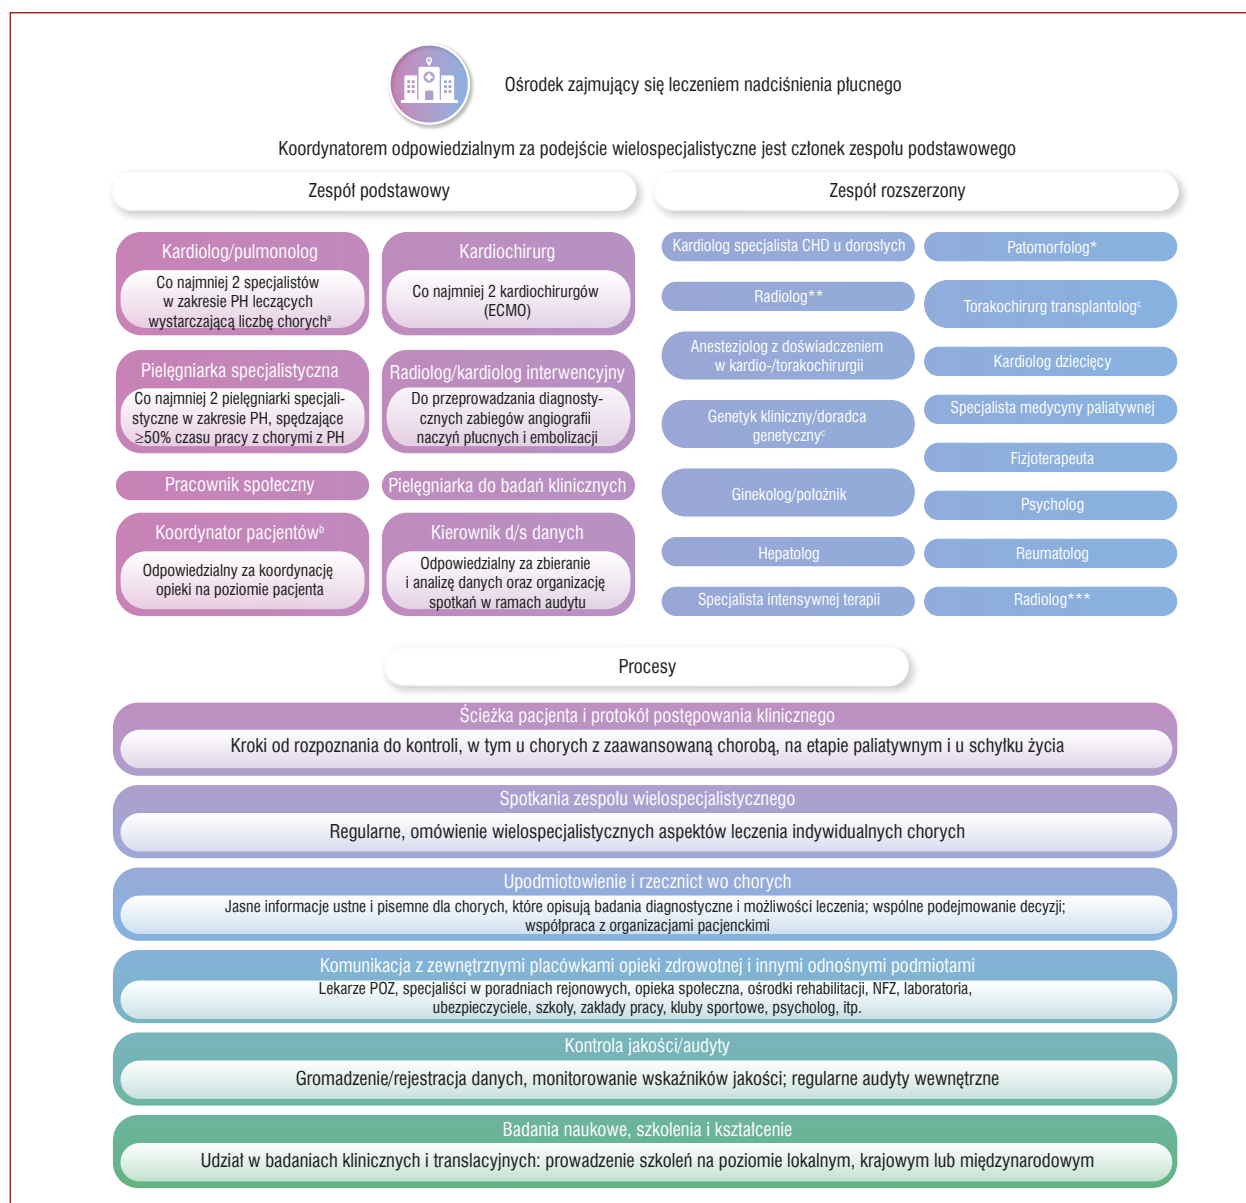 Ośrodek zajmujący się leczeniem nadciśnienia płucnego
Koordynatorem odpowiedzialnym za podejście wielospecjalistyczne jest członek zespołu podstawowego
Zespół podstawowy
Kardiolog/pulmonolog
Co najmniej 2 specjalistów
w zakresie PH leczących
wystarczającą liczbę chorychᵃ
Kardiochirurg
Co najmniej 2 kardiochirurgów
(ECMO)
Pielęgniarka specjalistyczna
Co najmniej 2 pielęgniarki specjali-
styczne w zakresie PH, spędzające
≥50% czasu pracy z chorymi z PH
Radiolog/kardiolog interwencyjny
Do przeprowadzania diagnosty-
cznych zabiegów angiografii
naczyń płucnych i embolizacji
Pracownik społeczny
Pielęgniarka do badań klinicznych
Koordynator pacjentówᵇ
Odpowiedzialny za koordynację
opieki na poziomie pacjenta
Kierownik d/s danych
Odpowiedzialny za zbieranie
i analizę danych oraz organizację
spotkań w ramach audytu
Zespół rozszerzony
Kardiolog specjalista CHD u dorosłych
Radiolog**
Anestezjolog z doświadczeniem
w kardio-/torakochirurgii
Genetyk kliniczny/doradca
genetycznyᶜ
Ginekolog/położnik
Hepatolog
Specjalista intensywnej terapii
Patomorfolog*
Torakochirurg transplantologᶜ
Kardiolog dziecięcy
Specjalista medycyny paliatywnej
Fizjoterapeuta
Psycholog
Reumatolog
Radiolog***
Procesy
Ścieżka pacjenta i protokół postępowania klinicznego
Kroki od rozpoznania do kontroli, w tym u chorych z zaawansowaną chorobą, na etapie paliatywnym i u schyłku życia
Spotkania zespołu wielospecjalistycznego
Regularne, omówienie wielospecjalistycznych aspektów leczenia indywidualnych chorych
Upodmiotowienie i rzecznict wo chorych
Jasne informacje ustne i pisemne dla chorych, które opisują badania diagnostyczne i możliwości leczenia; wspólne podejmowanie decyzji;
współpraca z organizacjami pacjenckimi
Komunikacja z zewnętrznymi placówkami opieki zdrowotnej i innymi odnośnymi podmiotami
Lekarze POZ, specjaliści w poradniach rejonowych, opieka społeczna, ośrodki rehabilitacji, NFZ, laboratoria,
ubezpieczyciele, szkoły, zakłady pracy, kluby sportowe, psycholog, itp.
Kontrola jakości/audyty
Gromadzenie/rejestracja danych, monitorowanie wskaźników jakości; regularne audyty wewnętrzne
Badania naukowe, szkolenia i kształcenie
Udział w badaniach klinicznych i translacyjnych: prowadzenie szkoleń na poziomie lokalnym, krajowym lub międzynarodowym